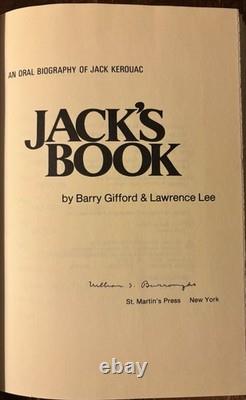 AN ORAL BIOGRAPHY OF JACK KEROUAC
JACK'S
BOOK
by Barry Gifford & Lawrence Lee
William S. Burroughs
St. Martin's Press New York
ebay